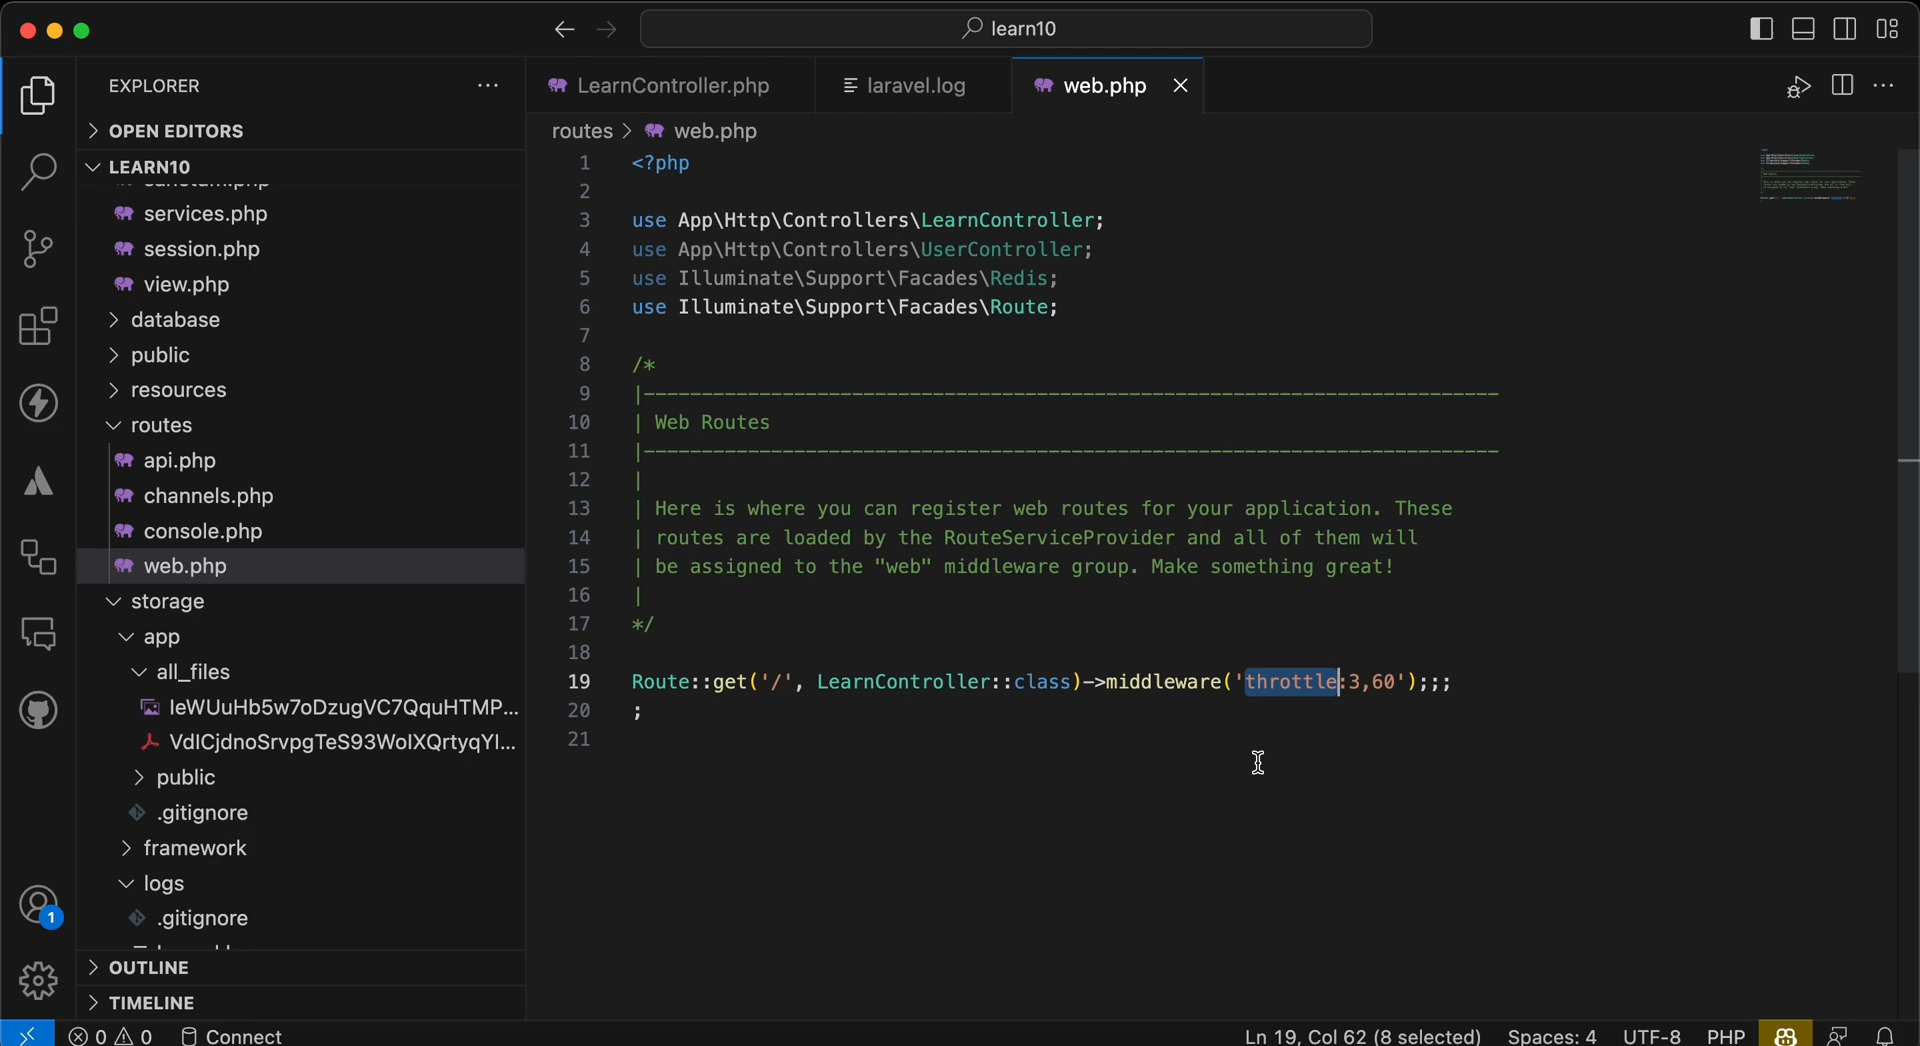 learn10
EXPLORER
LearnController.php
laravel.log
web.php
OPEN EDITORS
routes > web.php
LEARN10
sanctum.php
services.php
session.php
view.php
database
public
resources
routes
api.php
channels.php
console.php
web.php
storage
app
all_files
IeWUuHb5w7oDzugVC7QquHTMP...
VdICjdnoSrvpgTeS93WolXQrtyqYI...
public
.gitignore
framework
logs
.gitignore
OUTLINE
TIMELINE
1 <?php
2
3 use App\Http\Controllers\LearnController;
4 use App\Http\Controllers\UserController;
5 use Illuminate\Support\Facades\Redis;
6 use Illuminate\Support\Facades\Route;
7
8 /*
9 |--------------------------------------------------------------------------
10 | Web Routes
11 |--------------------------------------------------------------------------
12 |
13 | Here is where you can register web routes for your application. These
14 | routes are loaded by the RouteServiceProvider and all of them will
15 | be assigned to the "web" middleware group. Make something great!
16 |
17 */
18
19 Route::get('/', LearnController::class)->middleware('throttle:3,60');;;
20 ;
21
1
0 0 Connect
Ln 19, Col 62 (8 selected) Spaces: 4 UTF-8 PHP